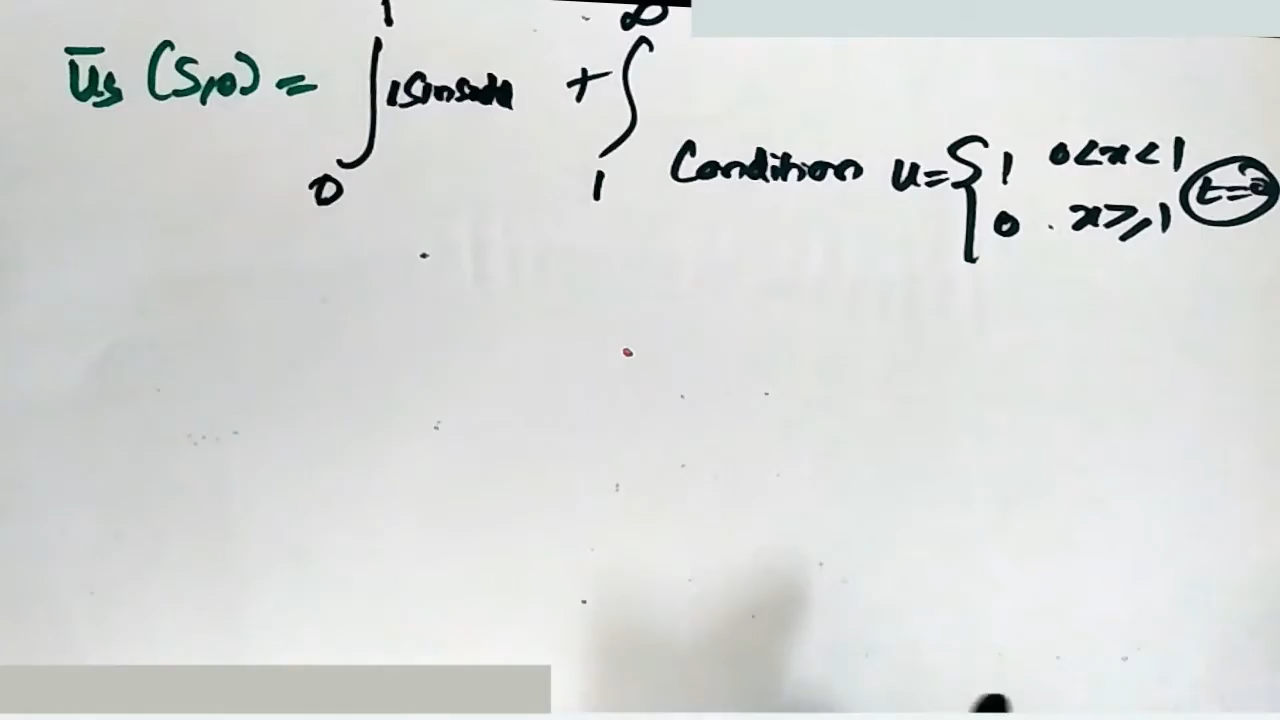 ūs (s,0) = ∫₀¹ 1 sin sx dx + ∫₁^∞
Condition u = { 1 0<x<1
0 x≥1 t=0